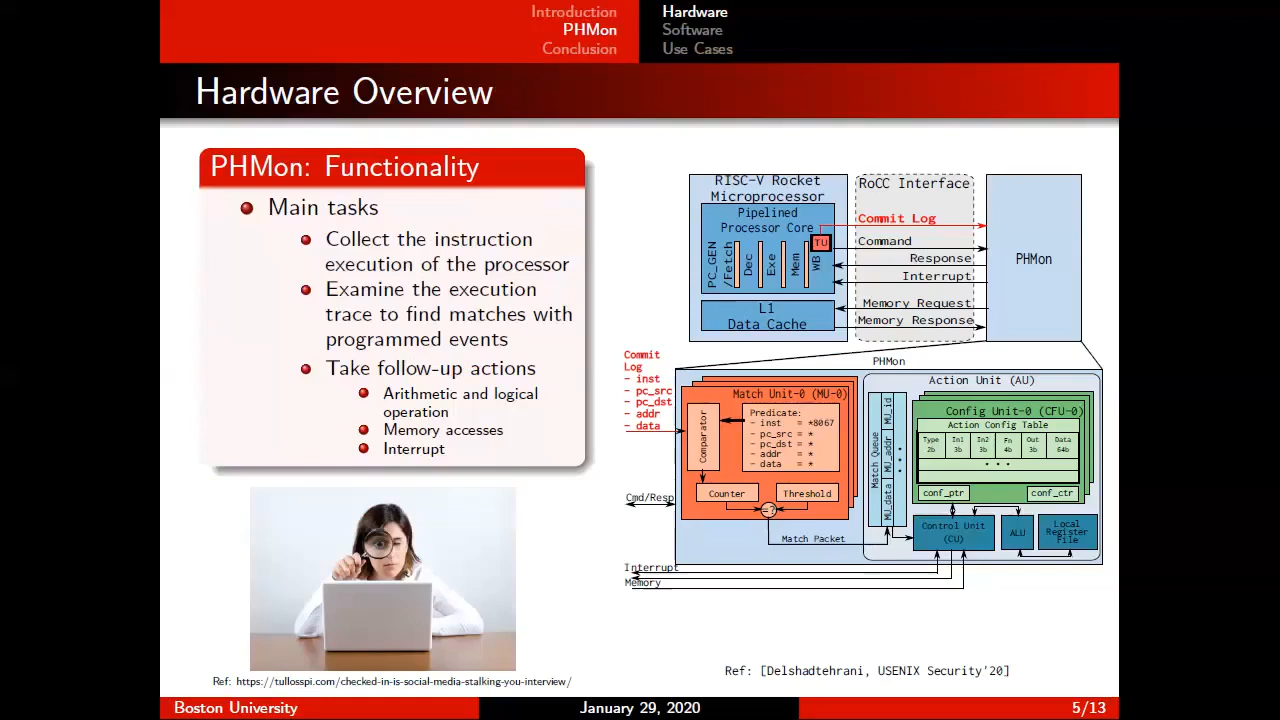 Introduction
PHMon
Conclusion
Hardware
Software
Use Cases
Hardware Overview
PHMon: Functionality
Main tasks
Collect the instruction
execution of the processor
Examine the execution
trace to find matches with
programmed events
Take follow-up actions
Arithmetic and logical
operation
Memory accesses
Interrupt
Ref: https://tullosspi.com/checked-in-is-social-media-stalking-you-interview/
RISC-V Rocket
Microprocessor
Pipelined
Processor Core
PC_GEN
/Fetch
Dec
Exe
Mem
WB
TU
L1
Data Cache
RoCC Interface
Commit Log
Command
Response
Interrupt
Memory Request
Memory Response
PHMon
Commit
Log
- inst
- pc_src
- pc_dst
- addr
- data
Cmd/Resp
Interrupt
Memory
PHMon
Match Unit-0 (MU-0)
Comparator
Predicate:
- inst = *8067
- pc_src = *
- pc_dst = *
- addr = *
- data = *
Counter
Threshold
=?
Match Packet
Action Unit (AU)
Match Queue
MU_id
MU_addr
MU_data
Config Unit-0 (CFU-0)
Action Config Table
Type In1 In2 Fn Out Data
2b 3b 3b 4b 3b 64b
conf_ptr
conf_ctr
Control Unit
(CU)
ALU
Local
Register
File
Ref: [Delshadtehrani, USENIX Security'20]
Boston University
January 29, 2020
5/13